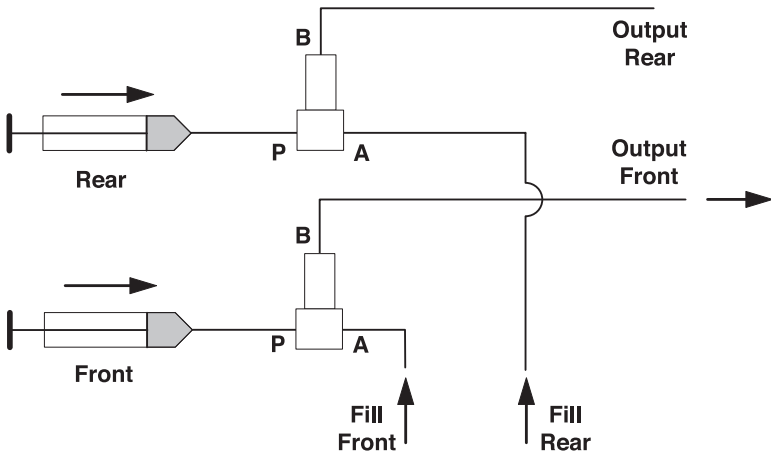 B
Output
Rear
P
A
Rear
Output
Front
B
P
A
Front
Fill
Front
Fill
Rear